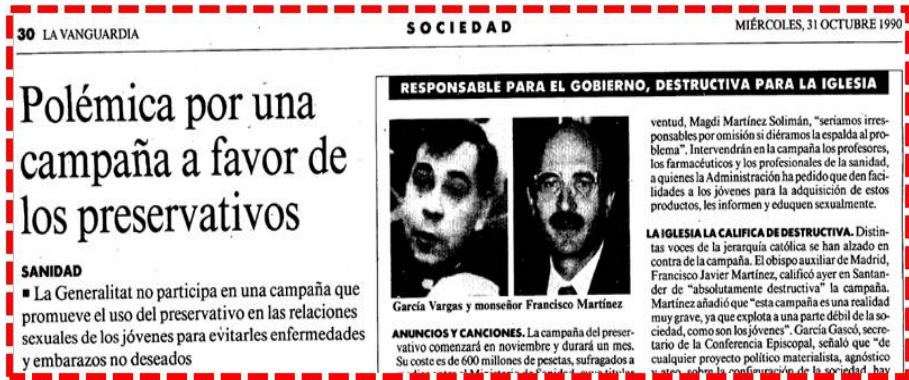 30 LA VANGUARDIA
SOCIEDAD
MIÉRCOLES, 31 OCTUBRE 1990
Polémica por una
campaña a favor de
los preservativos
SANIDAD
■ La Generalitat no participa en una campaña que
promueve el uso del preservativo en las relaciones
sexuales de los jóvenes para evitarles enfermedades
y embarazos no deseados
RESPONSABLE PARA EL GOBIERNO, DESTRUCTIVA PARA LA IGLESIA
García Vargas y monseñor Francisco Martínez
ANUNCIOS Y CANCIONES. La campaña del preser-
vativo comenzará en noviembre y durará un mes.
Su coste es de 600 millones de pesetas, sufragados a
ventud, Magdi Martínez Solimán, "seríamos irres-
ponsables por omisión si diéramos la espalda al pro-
blema". Intervendrán en la campaña los profesores,
los farmacéuticos y los profesionales de la sanidad,
a quienes la Administración ha pedido que den faci-
lidades a los jóvenes para la adquisición de estos
productos, les informen y eduquen sexualmente.
LA IGLESIA LA CALIFICA DE DESTRUCTIVA. Distin-
tas voces de la jerarquía católica se han alzado en
contra de la campaña. El obispo auxiliar de Madrid,
Francisco Javier Martínez, calificó ayer en Santan-
der de "absolutamente destructiva" la campaña.
Martínez añadió que "esta campaña es una realidad
muy grave, ya que explota a una parte débil de la so-
ciedad, como son los jóvenes". García Gascó, secre-
tario de la Conferencia Episcopal, señaló que "de
cualquier proyecto político materialista, agnóstico
y ateo, sobre la configuración de la sociedad, hay